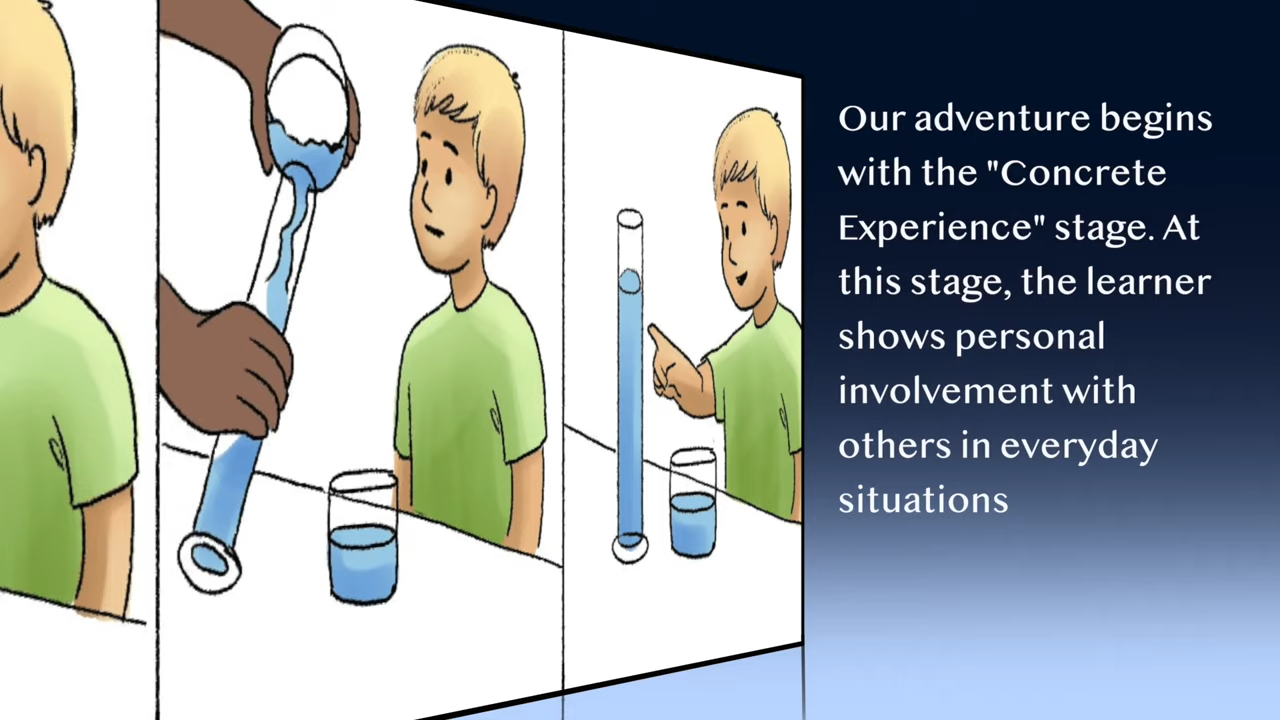 Our adventure begins
with the "Concrete
Experience" stage. At
this stage, the learner
shows personal
involvement with
others in everyday
situations